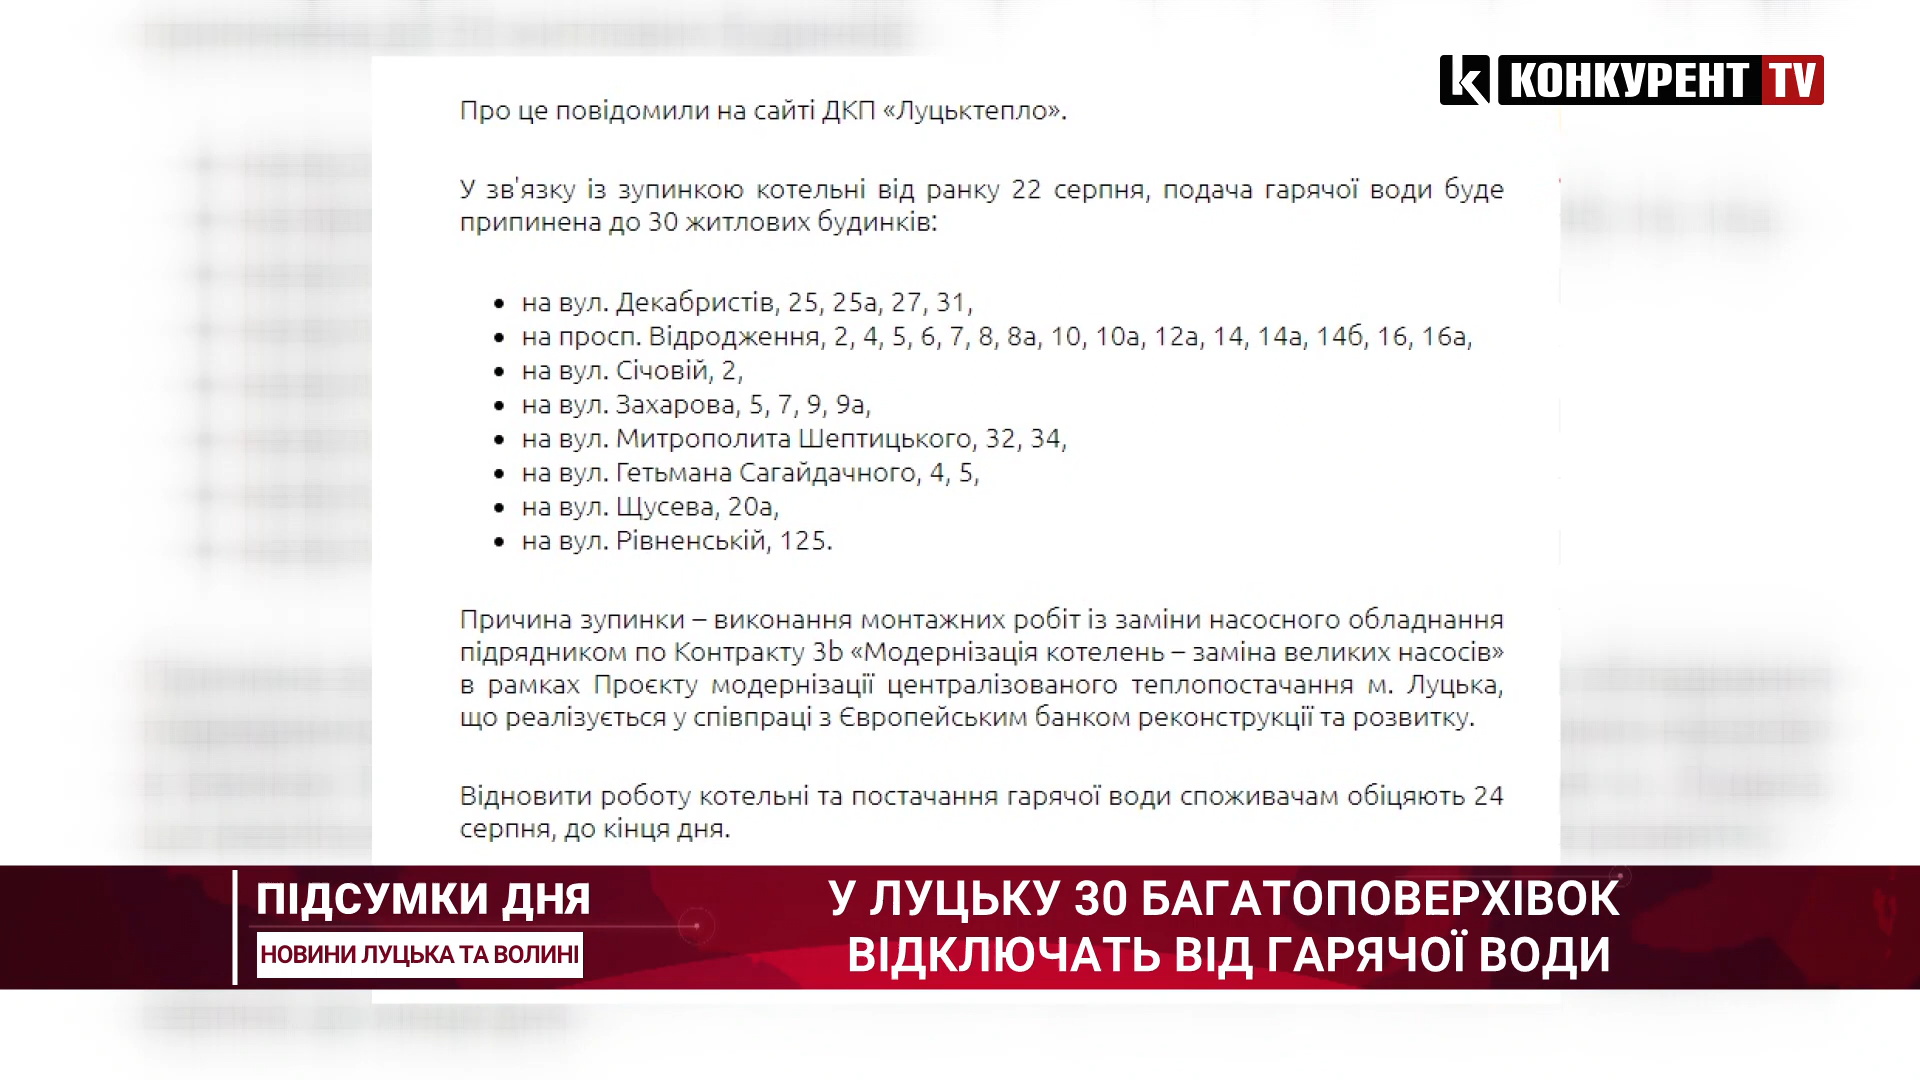 КОНКУРЕНТ TV
Про це повідомили на сайті ДКП «Луцьктепло».
У зв'язку із зупинкою котельні від ранку 22 серпня, подача гарячої води буде
припинена до 30 житлових будинків:
• на вул. Декабристів, 25, 25а, 27, 31,
• на просп. Відродження, 2, 4, 5, 6, 7, 8, 8а, 10, 10а, 12а, 14, 14а, 14б, 16, 16а,
• на вул. Січовій, 2,
• на вул. Захарова, 5, 7, 9, 9а,
• на вул. Митрополита Шептицького, 32, 34,
• на вул. Гетьмана Сагайдачного, 4, 5,
• на вул. Щусева, 20а,
• на вул. Рівненській, 125.
Причина зупинки – виконання монтажних робіт із заміни насосного обладнання
підрядником по Контракту 3b «Модернізація котелень – заміна великих насосів»
в рамках Проєкту модернізації централізованого теплопостачання м. Луцька,
що реалізується у співпраці з Європейським банком реконструкції та розвитку.
Відновити роботу котельні та постачання гарячої води споживачам обіцяють 24
серпня, до кінця дня.
ПІДСУМКИ ДНЯ
НОВИНИ ЛУЦЬКА ТА ВОЛИНІ
У ЛУЦЬКУ 30 БАГАТОПОВЕРХІВОК
ВІДКЛЮЧАТЬ ВІД ГАРЯЧОЇ ВОДИ